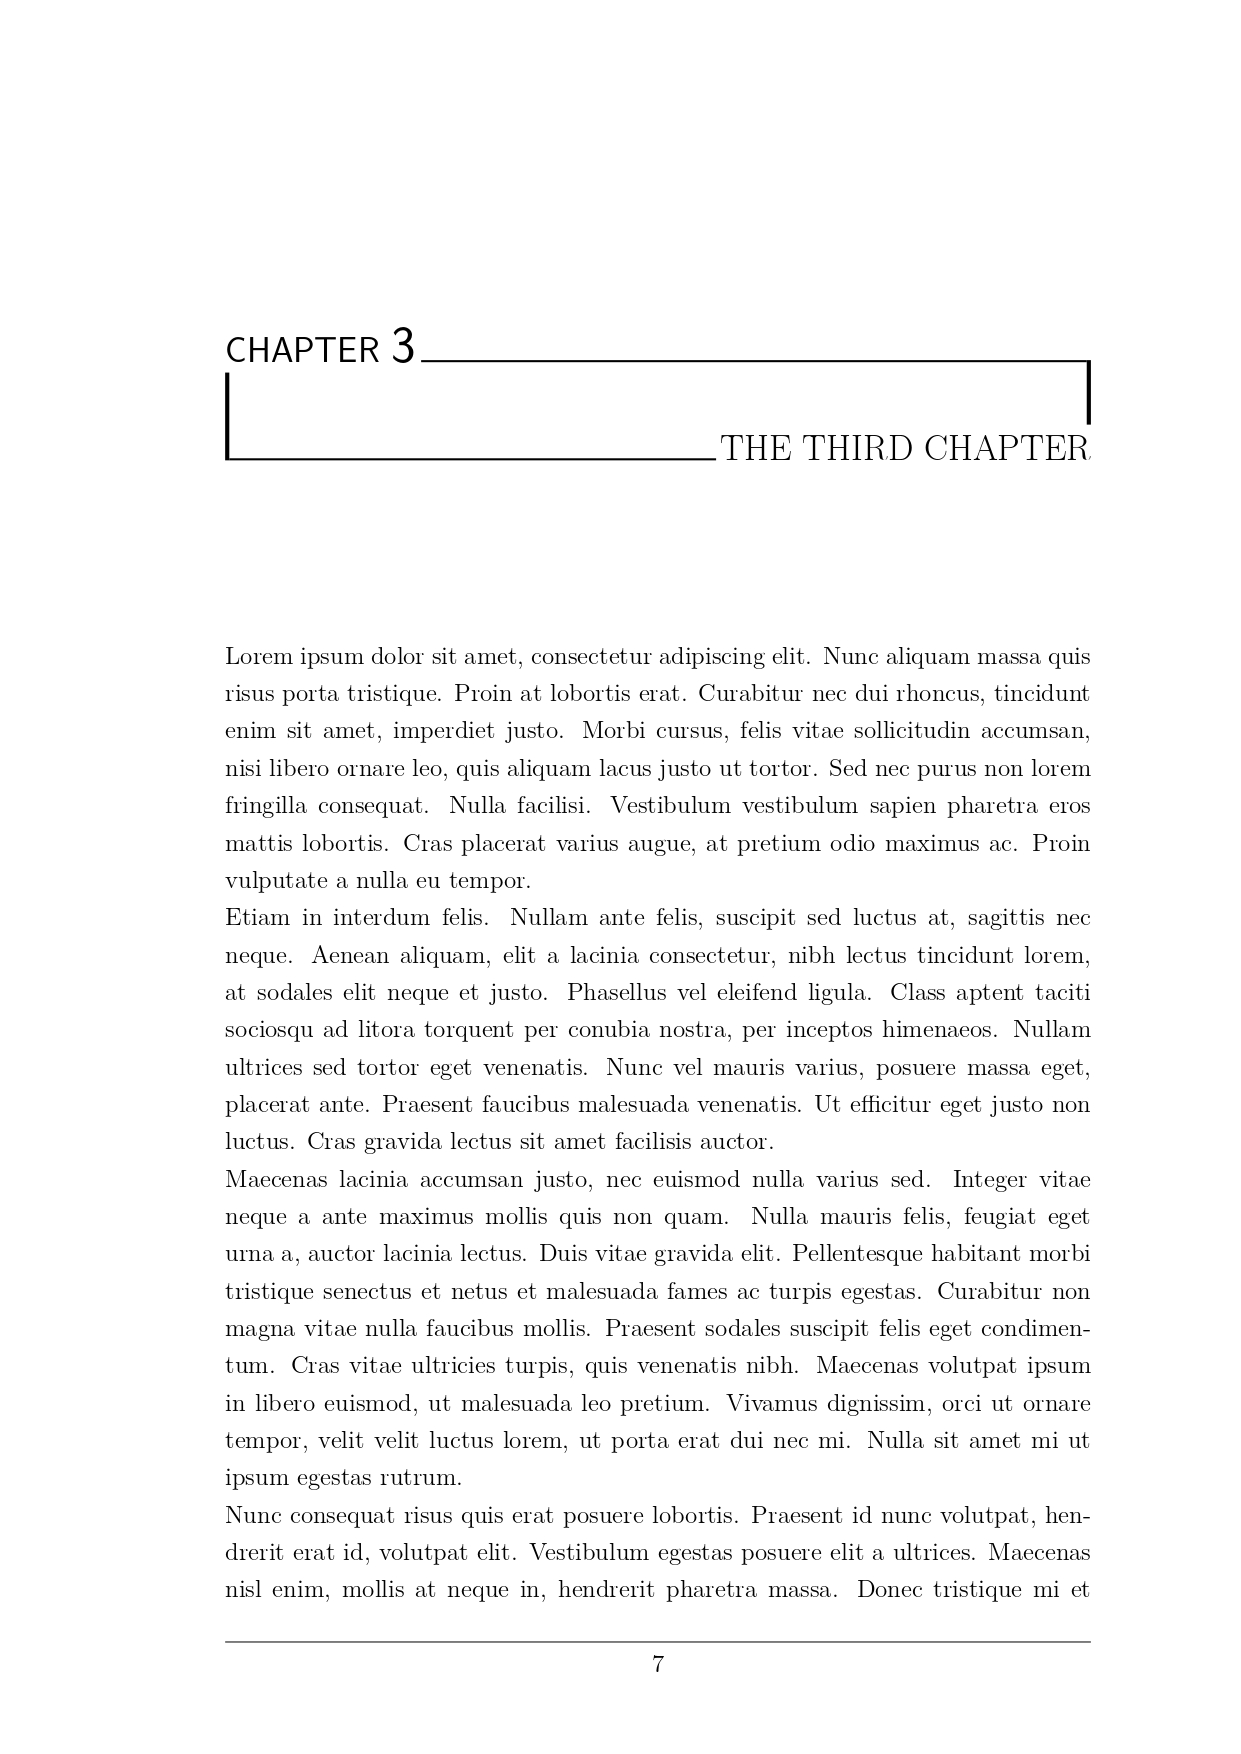 CHAPTER 3
THE THIRD CHAPTER
Lorem ipsum dolor sit amet, consectetur adipiscing elit. Nunc aliquam massa quis
risus porta tristique. Proin at lobortis erat. Curabitur nec dui rhoncus, tincidunt
enim sit amet, imperdiet justo. Morbi cursus, felis vitae sollicitudin accumsan,
nisi libero ornare leo, quis aliquam lacus justo ut tortor. Sed nec purus non lorem
fringilla consequat. Nulla facilisi. Vestibulum vestibulum sapien pharetra eros
mattis lobortis. Cras placerat varius augue, at pretium odio maximus ac. Proin
vulputate a nulla eu tempor.
Etiam in interdum felis. Nullam ante felis, suscipit sed luctus at, sagittis nec
neque. Aenean aliquam, elit a lacinia consectetur, nibh lectus tincidunt lorem,
at sodales elit neque et justo. Phasellus vel eleifend ligula. Class aptent taciti
sociosqu ad litora torquent per conubia nostra, per inceptos himenaeos. Nullam
ultrices sed tortor eget venenatis. Nunc vel mauris varius, posuere massa eget,
placerat ante. Praesent faucibus malesuada venenatis. Ut efficitur eget justo non
luctus. Cras gravida lectus sit amet facilisis auctor.
Maecenas lacinia accumsan justo, nec euismod nulla varius sed. Integer vitae
neque a ante maximus mollis quis non quam. Nulla mauris felis, feugiat eget
urna a, auctor lacinia lectus. Duis vitae gravida elit. Pellentesque habitant morbi
tristique senectus et netus et malesuada fames ac turpis egestas. Curabitur non
magna vitae nulla faucibus mollis. Praesent sodales suscipit felis eget condimen-
tum. Cras vitae ultricies turpis, quis venenatis nibh. Maecenas volutpat ipsum
in libero euismod, ut malesuada leo pretium. Vivamus dignissim, orci ut ornare
tempor, velit velit luctus lorem, ut porta erat dui nec mi. Nulla sit amet mi ut
ipsum egestas rutrum.
Nunc consequat risus quis erat posuere lobortis. Praesent id nunc volutpat, hen-
drerit erat id, volutpat elit. Vestibulum egestas posuere elit a ultrices. Maecenas
nisl enim, mollis at neque in, hendrerit pharetra massa. Donec tristique mi et
7